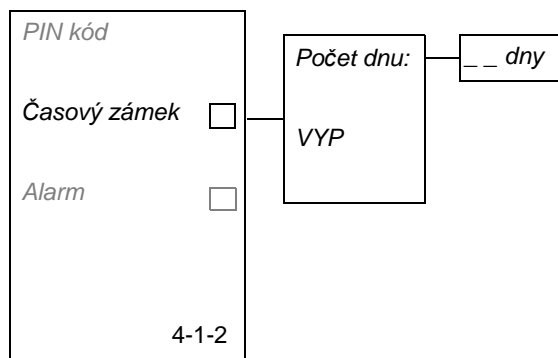 PIN kód
Časový zámek
Alarm
4-1-2
Počet dnu:
VYP
_ _ dny